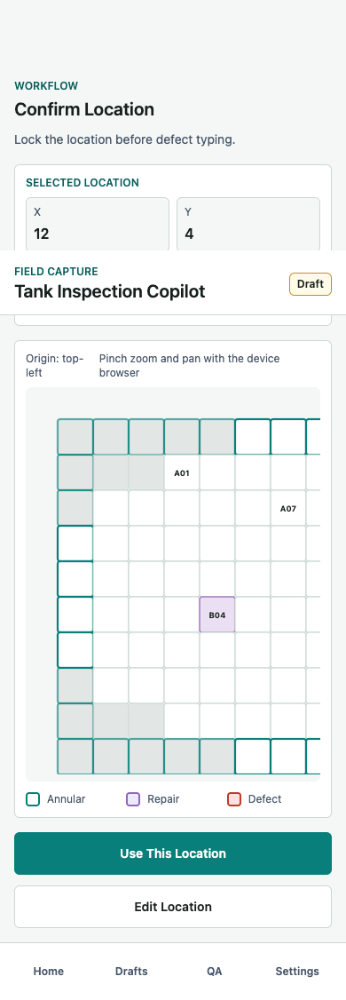 WORKFLOW
Confirm Location
Lock the location before defect typing.
SELECTED LOCATION
X
Y
12
4
FIELD CAPTURE
Tank Inspection Copilot
Draft
Origin: top-
left
Pinch zoom and pan with the device
browser
A01
A07
B04
Annular
Repair
Defect
Use This Location
Edit Location
Home
Drafts
QA
Settings